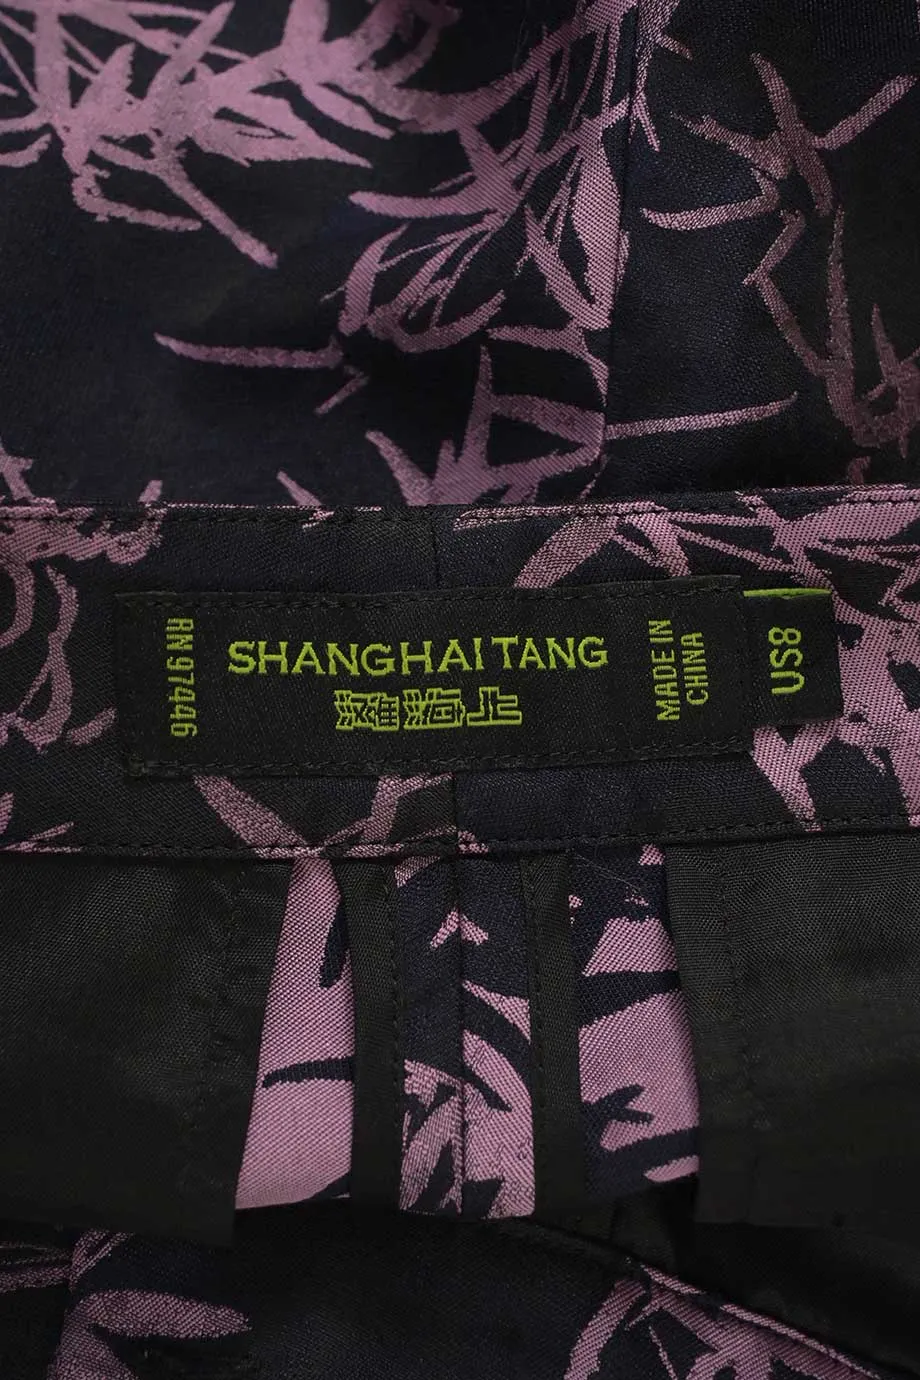 RN 97446
SHANGHAI TANG
灘海上
MADE IN
CHINA
US8